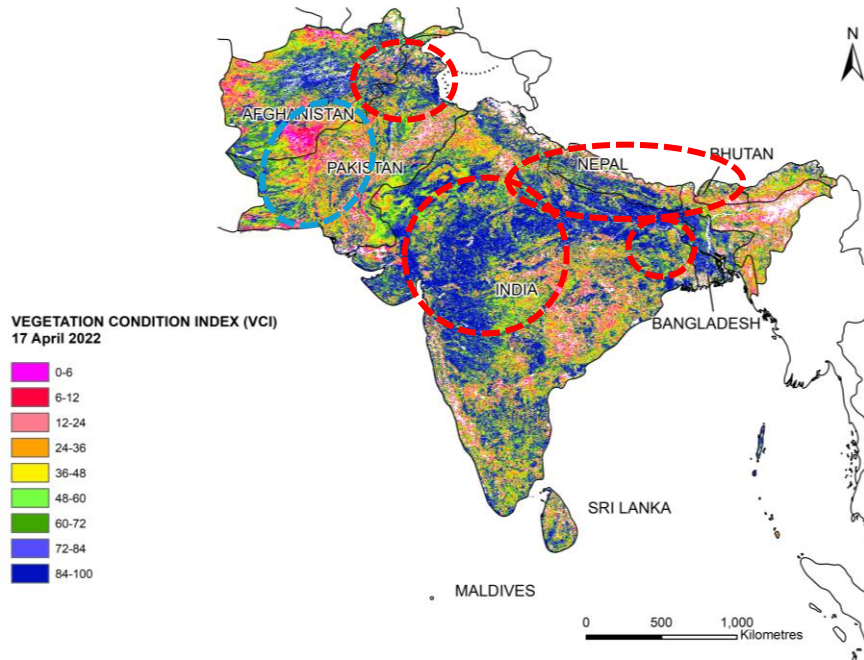 N
AFGHANISTAN
PAKISTAN
NEPAL
BHUTAN
INDIA
BANGLADESH
VEGETATION CONDITION INDEX (VCI)
17 April 2022
0-6
6-12
12-24
24-36
36-48
48-60
60-72
72-84
84-100
SRI LANKA
MALDIVES
0 500 1,000
Kilometres